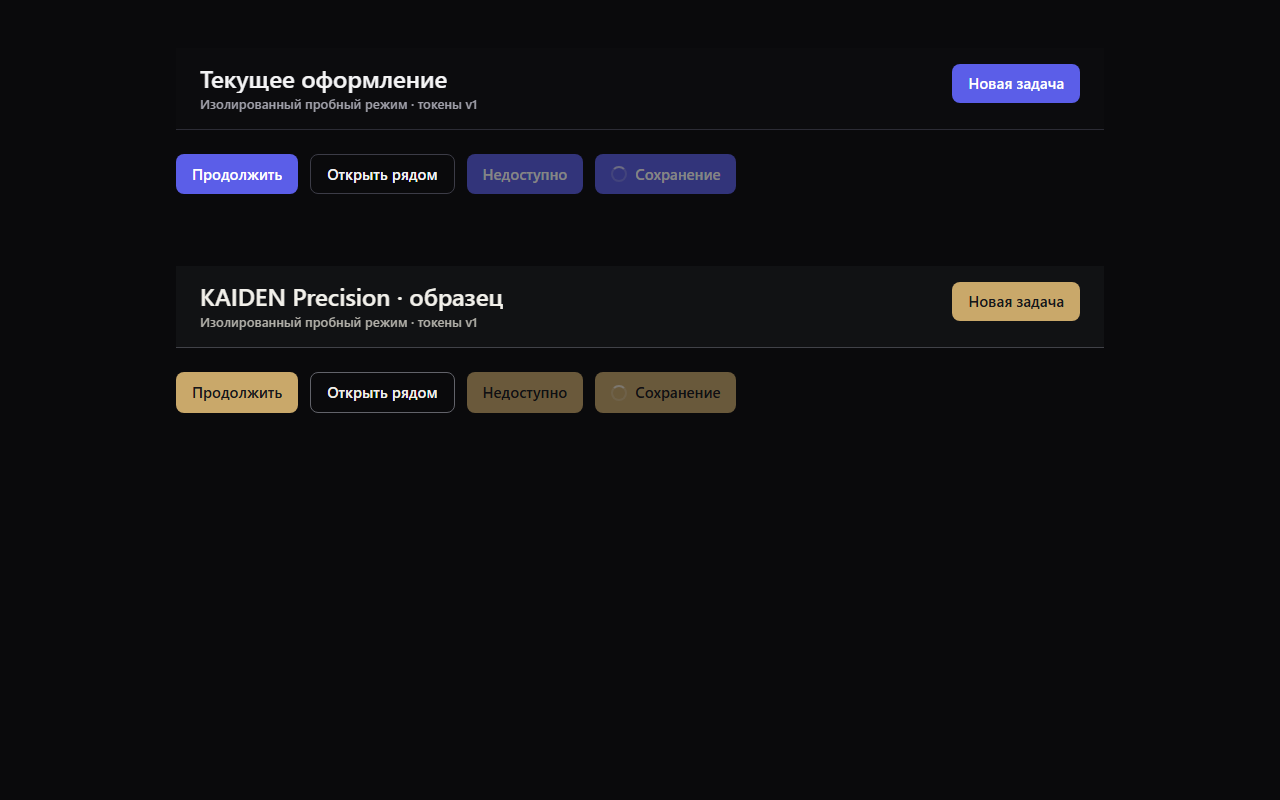 Текущее оформление
Изолированный пробный режим · токены v1
Новая задача
Продолжить
Открыть рядом
Недоступно
Сохранение
KAIDEN Precision · образец
Изолированный пробный режим · токены v1
Новая задача
Продолжить
Открыть рядом
Недоступно
Сохранение